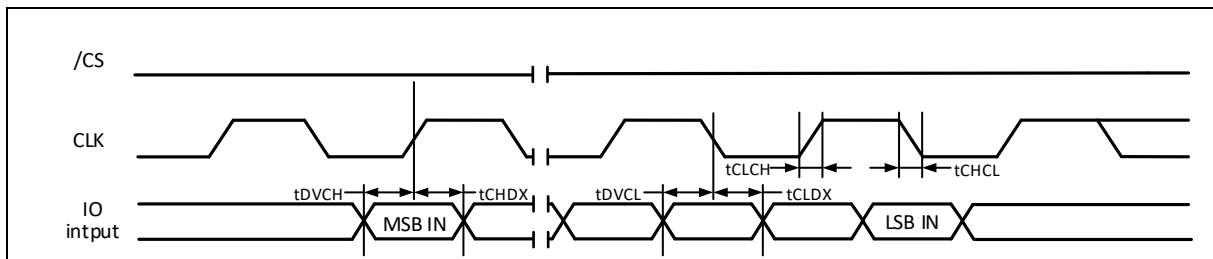 /CS
CLK
tCLCH
tCHCL
tDVCH
tCHDX
tDVCL
tCLDX
IO
intput
MSB IN
LSB IN